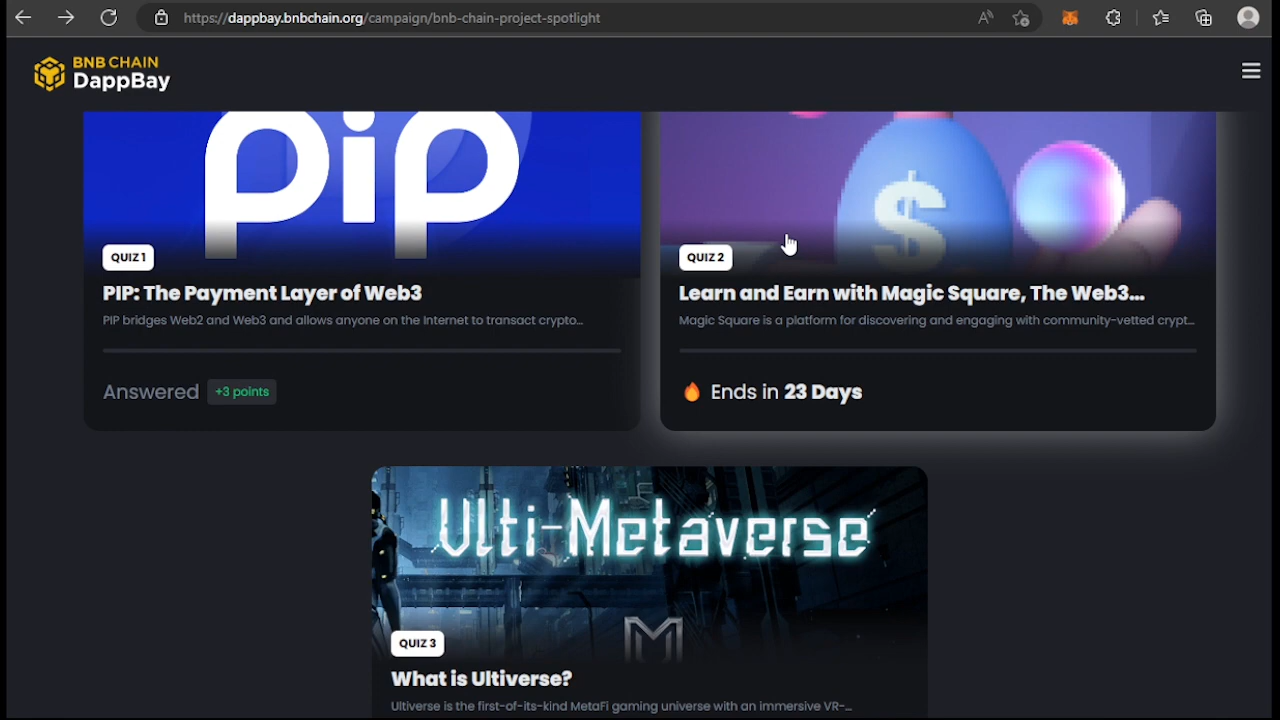 https://dappbay.bnbchain.org/campaign/bnb-chain-project-spotlight
BNB CHAIN
DappBay
PiP
$
QUIZ 1
PIP: The Payment Layer of Web3
PIP bridges Web2 and Web3 and allows anyone on the Internet to transact crypto...
Answered +3 points
QUIZ 2
Learn and Earn with Magic Square, The Web3...
Magic Square is a platform for discovering and engaging with community-vetted crypt...
Ends in 23 Days
Ulti-Metaverse
QUIZ 3
What is Ultiverse?
Ultiverse is the first-of-its-kind MetaFi gaming universe with an immersive VR-...